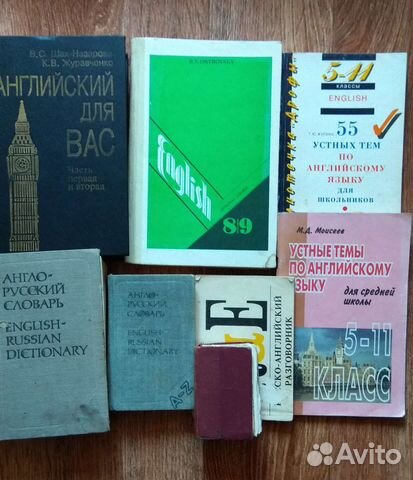 В.С. Шах-Назарова
К.В. Журавченко
АНГЛИЙСКИЙ
ДЛЯ
ВАС
Часть
первая и
вторая
English
8/9
5-11
классы
ENGLISH
55
УСТНЫХ ТЕМ
ПО
АНГЛИЙСКОМУ
ЯЗЫКУ
ДЛЯ
ШКОЛЬНИКОВ
АНГЛО-
РУССКИЙ
СЛОВАРЬ
ENGLISH-
RUSSIAN
DICTIONARY
АНГЛО-
РУССКИЙ
СЛОВАРЬ
ENGLISH-
RUSSIAN
DICTIONARY
A-Z
E
СКО-АНГЛИЙСКИЙ
РАЗГОВОРНИК
М.Д. Моисеев
УСТНЫЕ ТЕМЫ
ПО АНГЛИЙСКОМУ
ЯЗЫКУ
для средней
школы
5-11
КЛАСС
Avito